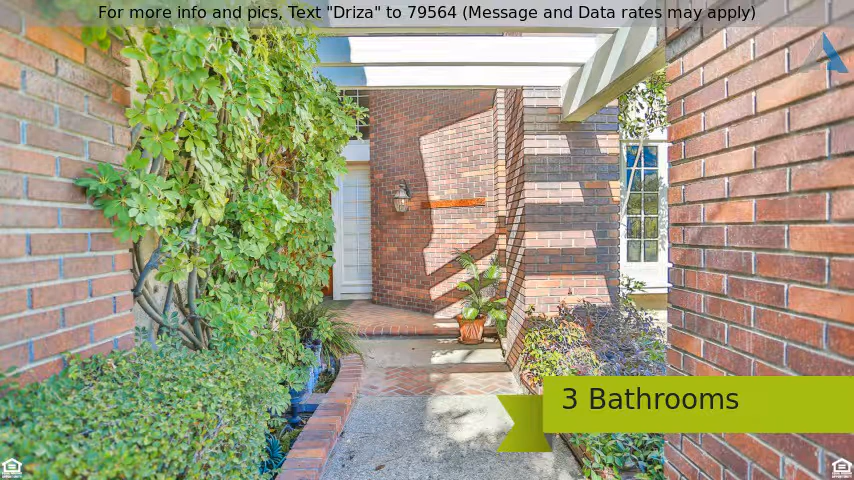 For more info and pics, Text "Driza" to 79564 (Message and Data rates may apply)
3 Bathrooms